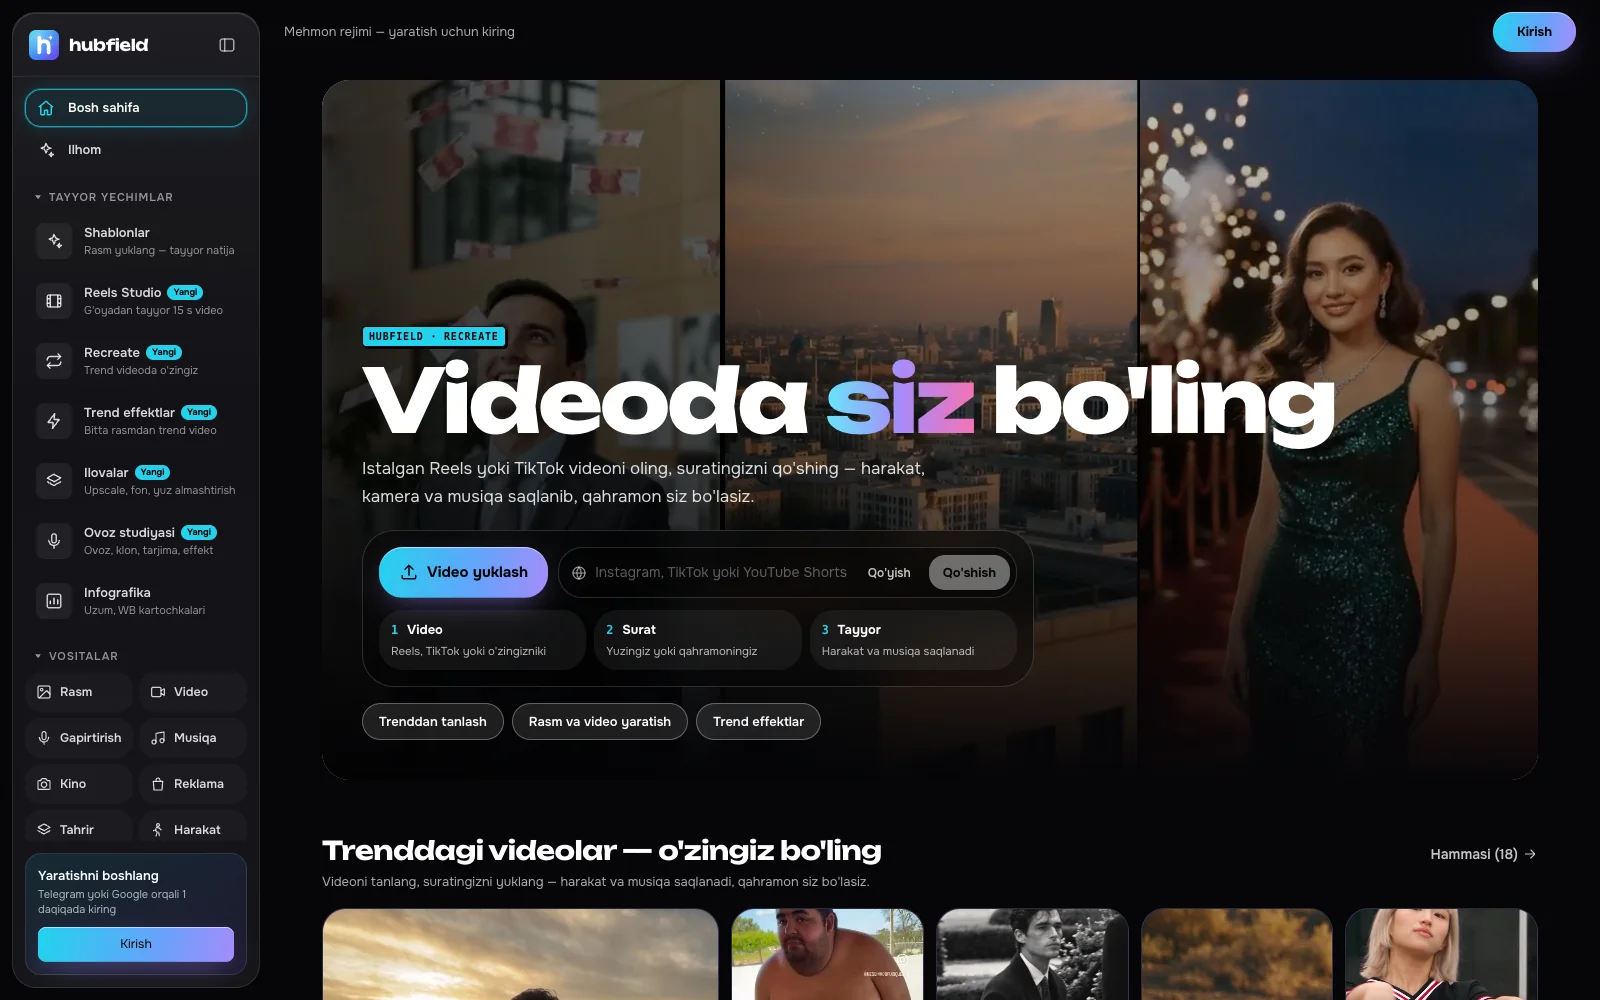 hubfield
Bosh sahifa
Ilhom
TAYYOR YECHIMLAR
Shablonlar
Rasm yuklang — tayyor natija
Reels Studio Yangi
G'oyadan tayyor 15 s video
Recreate Yangi
Trend videoda o'zingiz
Trend effektlar Yangi
Bitta rasmdan trend video
Ilovalar Yangi
Upscale, fon, yuz almashtirish
Ovoz studiyasi Yangi
Ovoz, klon, tarjima, effekt
Infografika
Uzum, WB kartochkalari
VOSITALAR
Rasm
Video
Gapirtirish
Musiqa
Kino
Reklama
Tahrir
Harakat
Yaratishni boshlang
Telegram yoki Google orqali 1
daqiqada kiring
Kirish
Mehmon rejimi — yaratish uchun kiring
Kirish
HUBFIELD · RECREATE
Videoda siz bo'ling
Istalgan Reels yoki TikTok videoni oling, suratingizni qo'shing — harakat,
kamera va musiqa saqlanib, qahramon siz bo'lasiz.
Video yuklash
Instagram, TikTok yoki YouTube Shorts
Qo'yish
Qo'shish
1 Video
Reels, TikTok yoki o'zingizniki
2 Surat
Yuzingiz yoki qahramoningiz
3 Tayyor
Harakat va musiqa saqlanadi
Trenddan tanlash
Rasm va video yaratish
Trend effektlar
Trenddagi videolar — o'zingiz bo'ling
Hammasi (18) →
Videoni tanlang, suratingizni yuklang — harakat va musiqa saqlanadi, qahramon siz bo'lasiz.